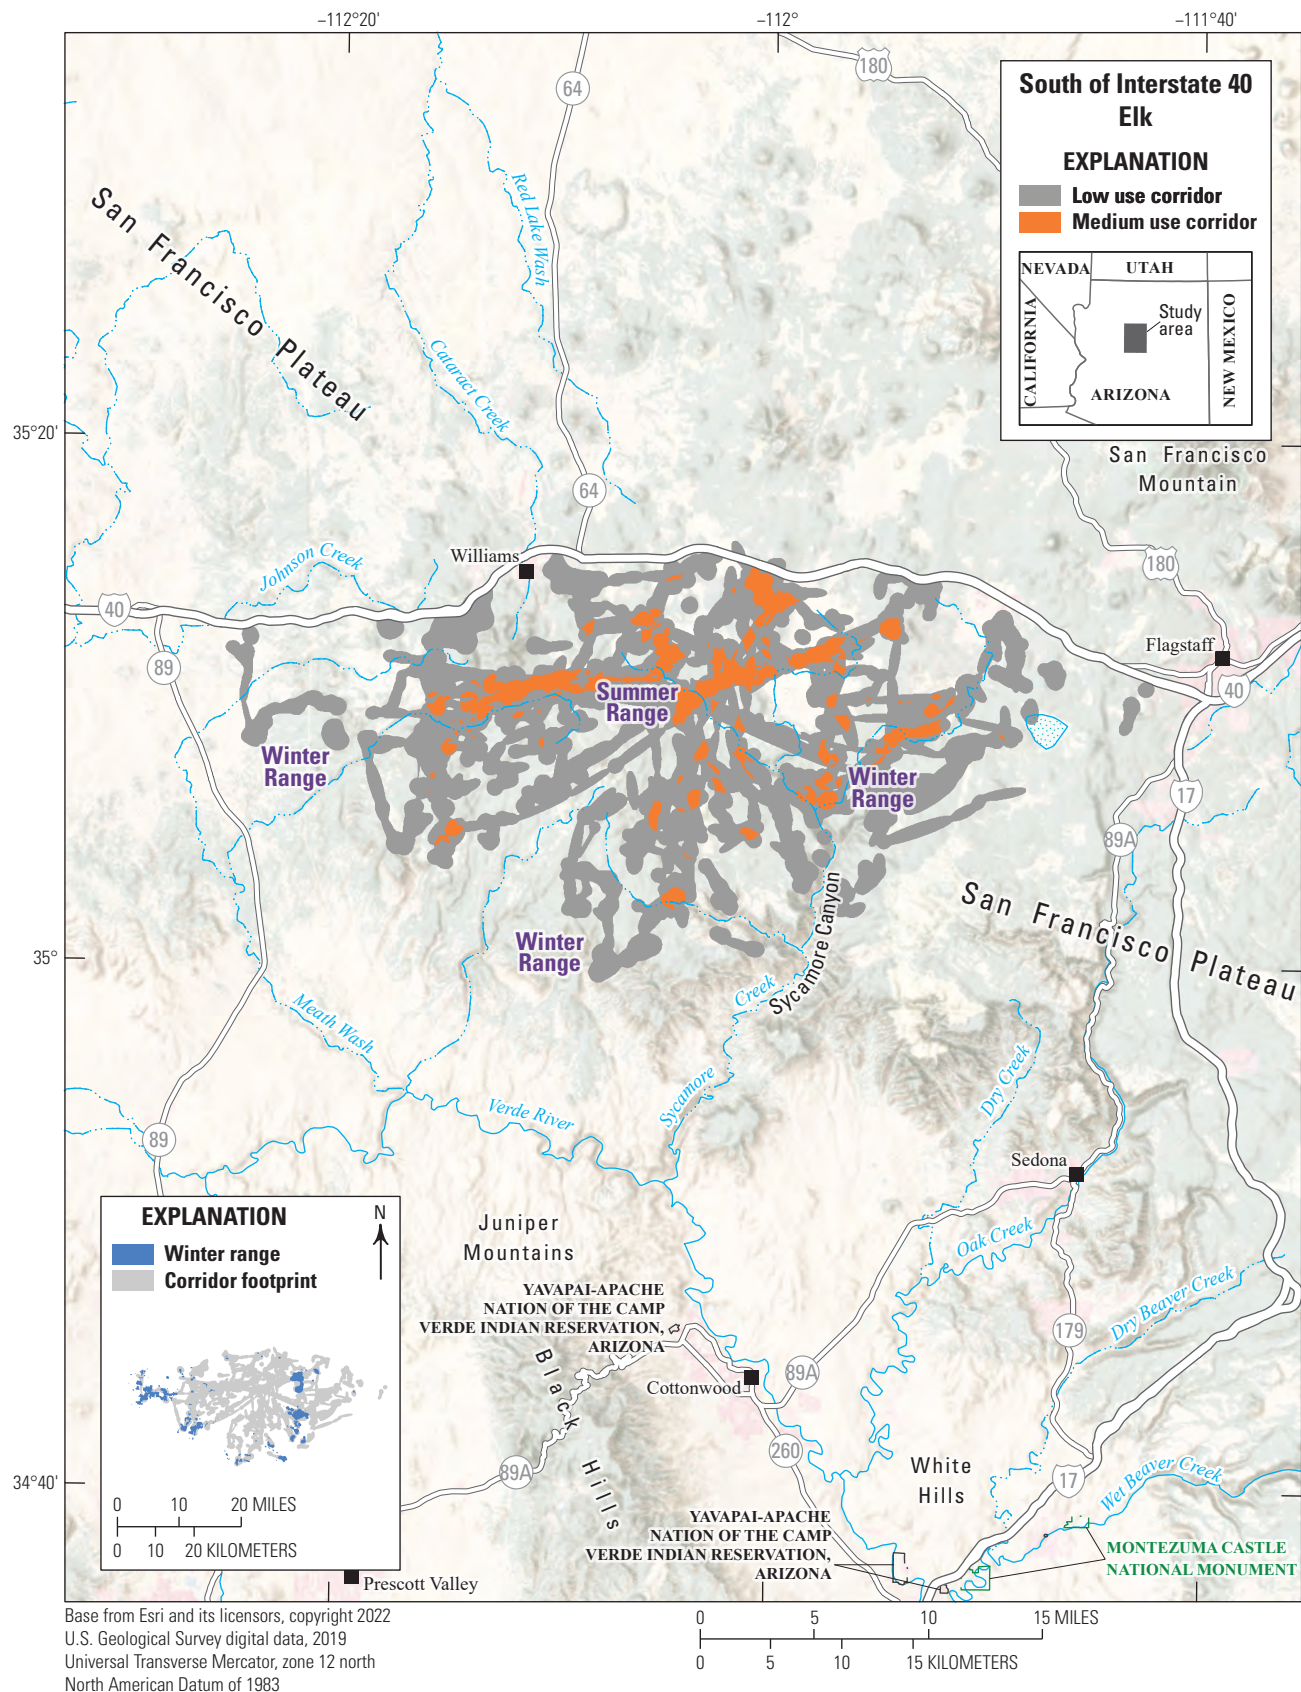 −112°20'
−112°
−111°40'
180
64
South of Interstate 40
Elk
EXPLANATION
Low use corridor
Medium use corridor
NEVADA
UTAH
CALIFORNIA
Study
area
NEW MEXICO
ARIZONA
San Francisco Plateau
Red Lake Wash
Cataract Creek
35°20'
San Francisco
Mountain
64
Williams
Johnson Creek
180
40
89
Flagstaff
40
Summer
Range
Winter
Range
Winter
Range
17
89A
San Francisco Plateau
Sycamore Canyon
Winter
Range
35°
Meath Wash
Sycamore Creek
Dry Creek
Verde River
89
Sedona
Oak Creek
Juniper
Mountains
EXPLANATION
N
Winter range
Corridor footprint
0 10 20 MILES
0 10 20 KILOMETERS
YAVAPAI-APACHE
NATION OF THE CAMP
VERDE INDIAN RESERVATION,
ARIZONA
Dry Beaver Creek
179
Black Hills
Cottonwood
89A
260
89A
34°40'
White
Hills
17
Wet Beaver Creek
YAVAPAI-APACHE
NATION OF THE CAMP
VERDE INDIAN RESERVATION,
ARIZONA
MONTEZUMA CASTLE
NATIONAL MONUMENT
Prescott Valley
Base from Esri and its licensors, copyright 2022
U.S. Geological Survey digital data, 2019
Universal Transverse Mercator, zone 12 north
North American Datum of 1983
0 5 10 15 MILES
0 5 10 15 KILOMETERS